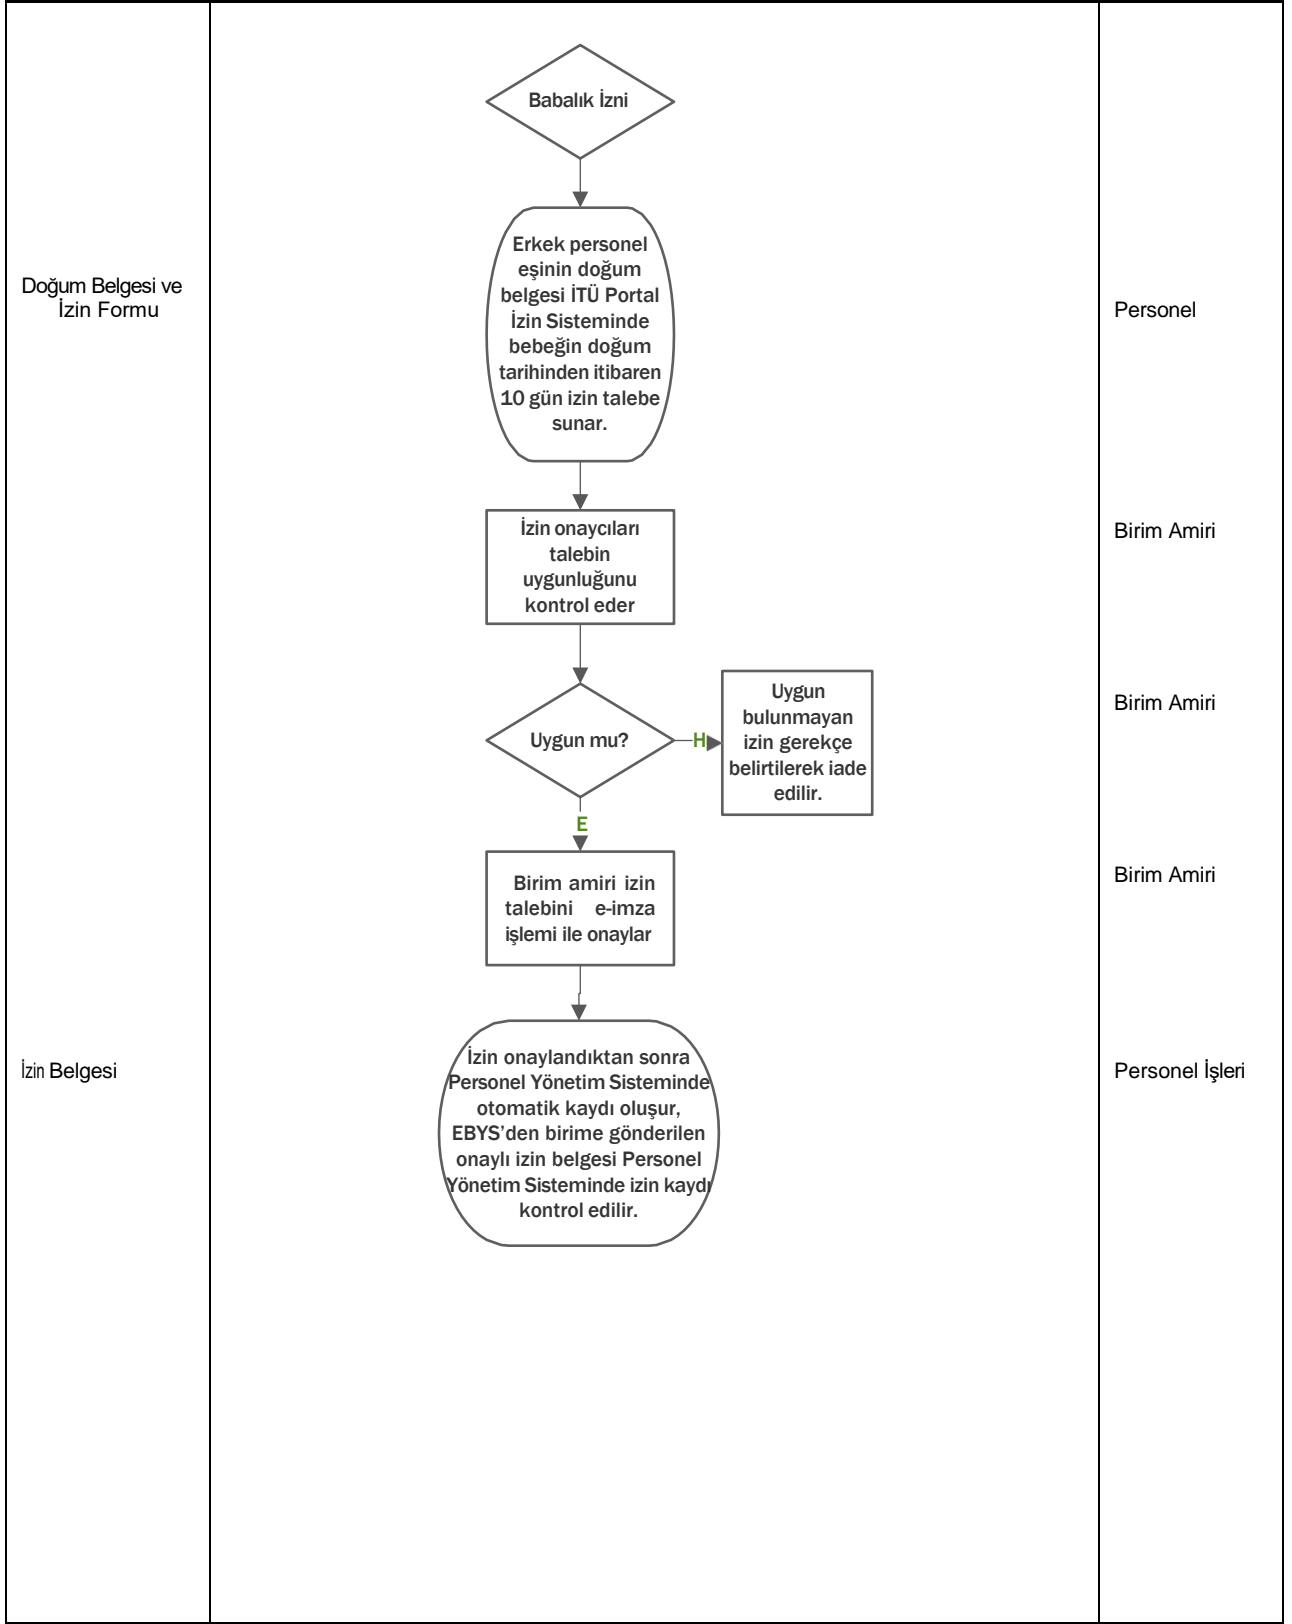 Babalık İzni
Doğum Belgesi ve
İzin Formu
Erkek personel
eşinin doğum
belgesi İTÜ Portal
İzin Sisteminde
bebeğin doğum
tarihinden itibaren
10 gün izin talebe
sunar.
Personel
İzin onaycıları
talebin
uygunluğunu
kontrol eder
Birim Amiri
Uygun mu?
H
Uygun
bulunmayan
izin gerekçe
belirtilerek iade
edilir.
Birim Amiri
E
Birim amiri izin
talebini e-imza
işlemi ile onaylar
Birim Amiri
İzin Belgesi
İzin onaylandıktan sonra
Personel Yönetim Sisteminde
otomatik kaydı oluşur,
EBYS’den birime gönderilen
onaylı izin belgesi Personel
Yönetim Sisteminde izin kaydı
kontrol edilir.
Personel İşleri